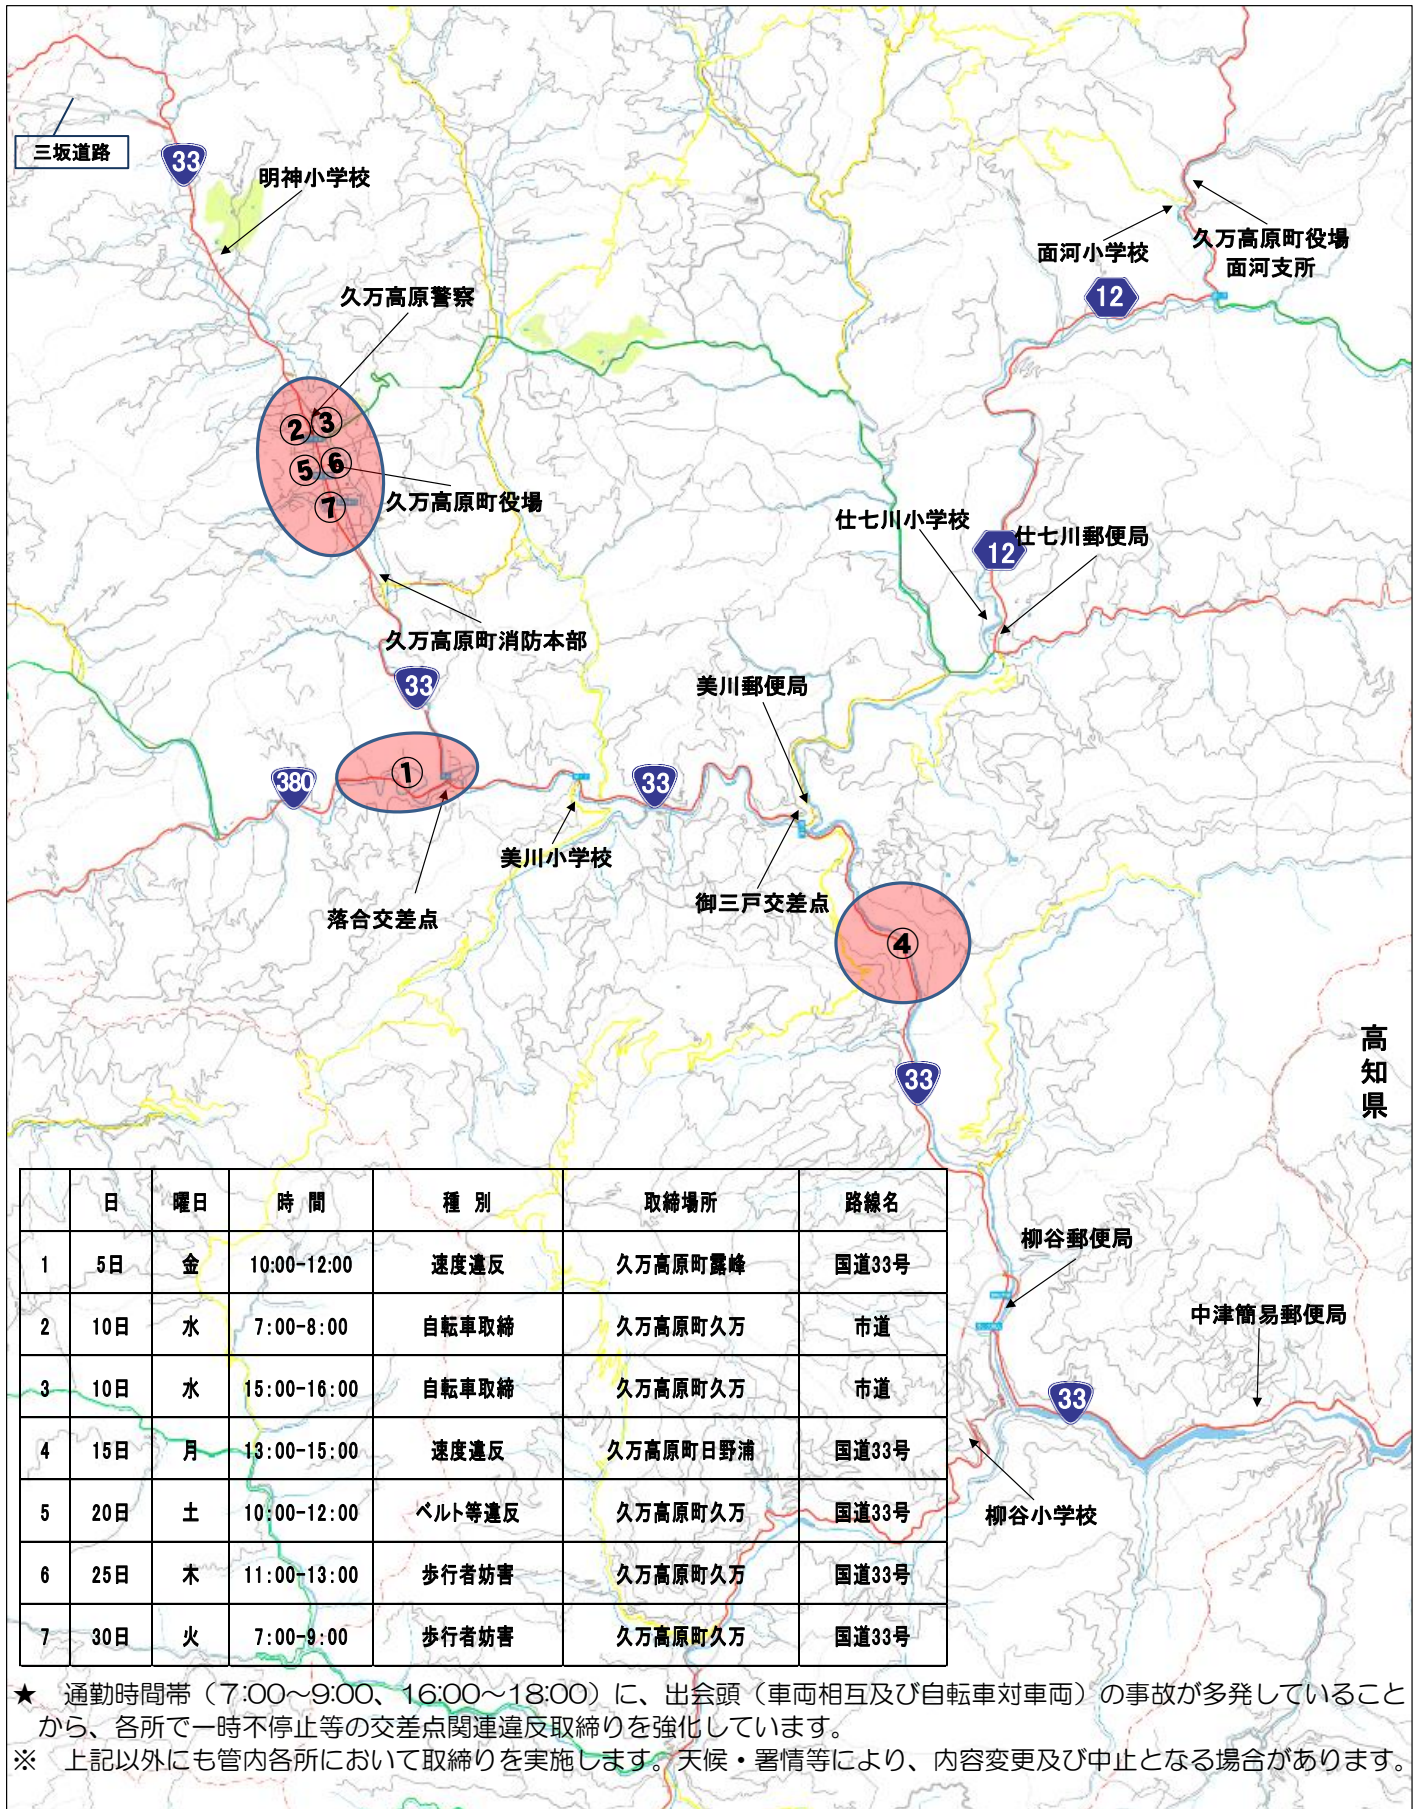 三坂道路
33
明神小学校
面河小学校
久万高原町役場
面河支所
12
久万高原警察
② ③
⑤ ⑥
⑦
久万高原町役場
仕七川小学校
12
仕七川郵便局
久万高原町消防本部
33
美川郵便局
380
①
33
美川小学校
落合交差点
御三戸交差点
④
33
高知県
日 曜日 時 間 種 別 取締場所 路線名
1 5日 金 10:00-12:00 速度違反 久万高原町露峰 国道33号
2 10日 水 7:00-8:00 自転車取締 久万高原町久万 市道
3 10日 水 15:00-16:00 自転車取締 久万高原町久万 市道
4 15日 月 13:00-15:00 速度違反 久万高原町日野浦 国道33号
5 20日 土 10:00-12:00 ベルト等違反 久万高原町久万 国道33号
6 25日 木 11:00-13:00 歩行者妨害 久万高原町久万 国道33号
7 30日 火 7:00-9:00 歩行者妨害 久万高原町久万 国道33号
柳谷郵便局
中津簡易郵便局
33
柳谷小学校
★ 通勤時間帯(7:00～9:00、16:00～18:00)に、出会頭(車両相互及び自転車対車両)の事故が多発していること
から、各所で一時不停止等の交差点関連違反取締りを強化しています。
※ 上記以外にも管内各所において取締りを実施します。天候・署情等により、内容変更及び中止となる場合があります。